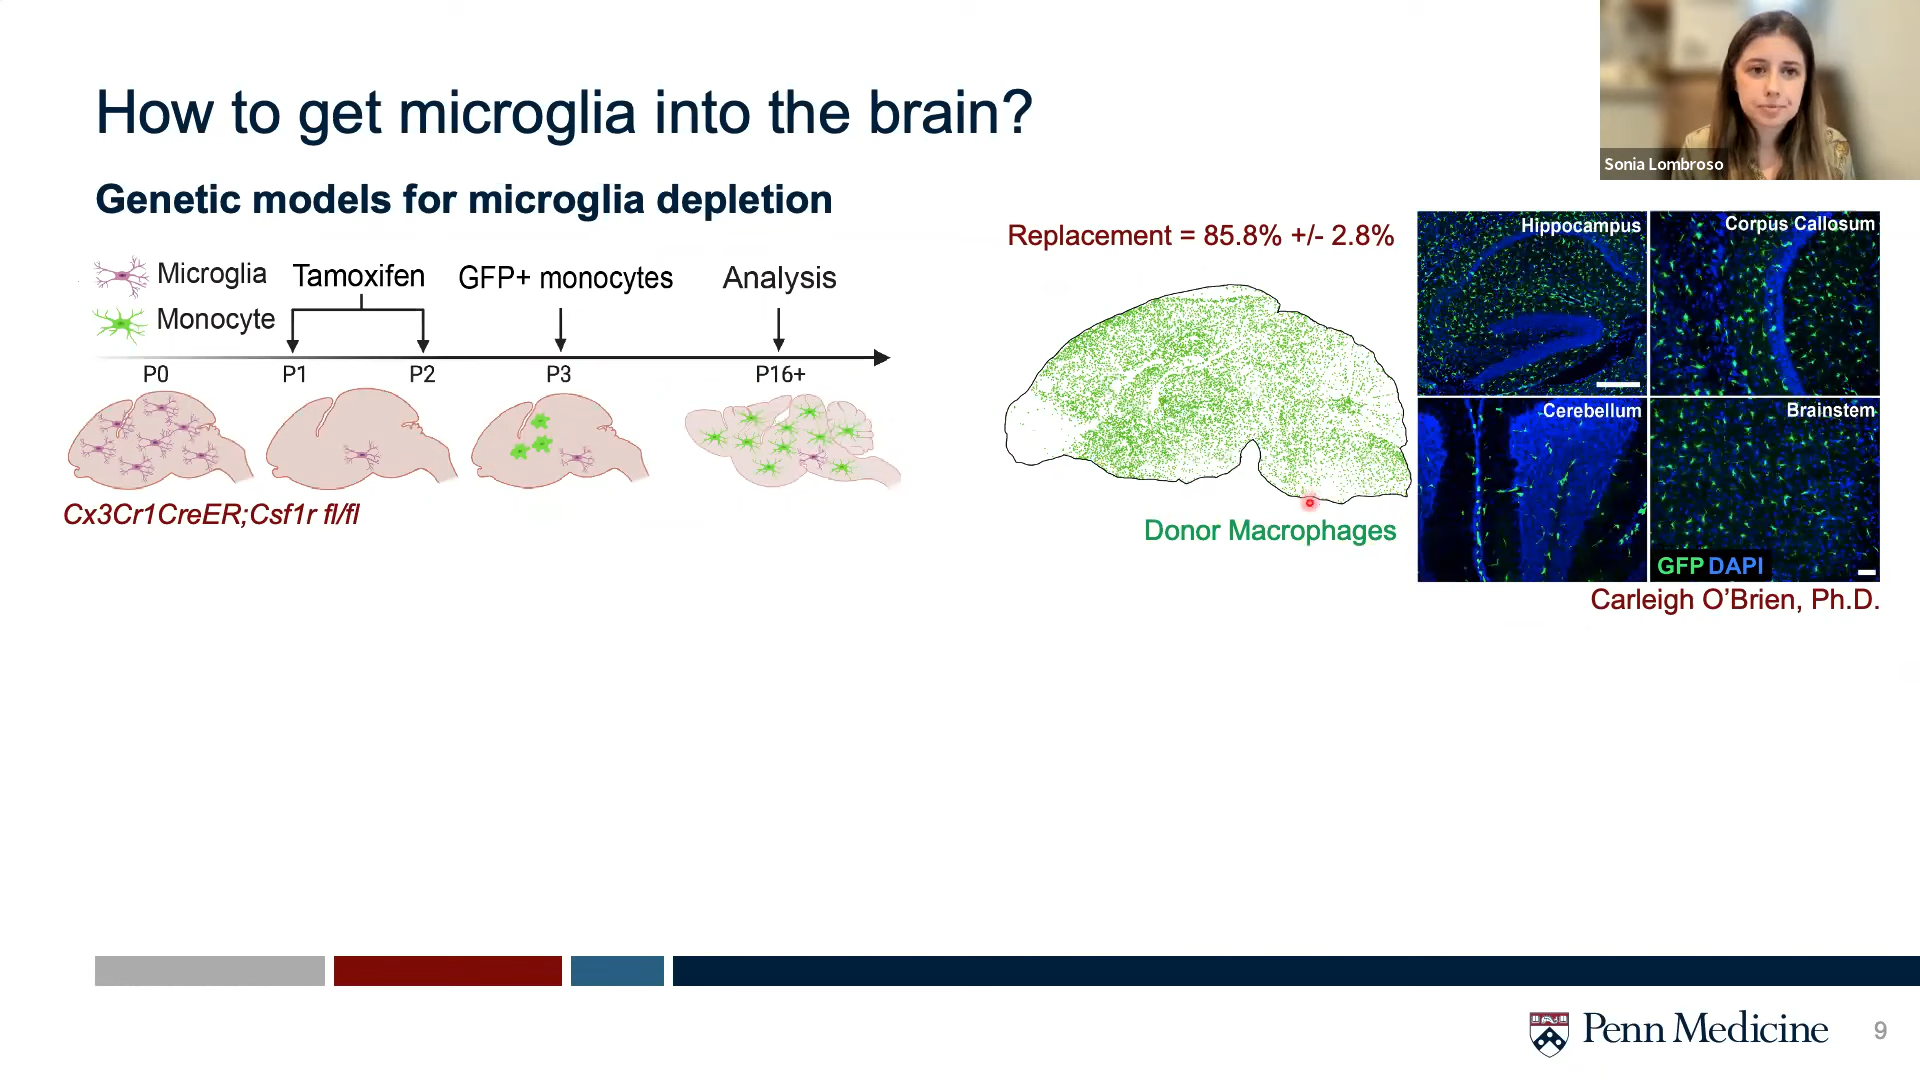 How to get microglia into the brain?
Sonia Lombroso
Genetic models for microglia depletion
Microglia
Monocyte
Tamoxifen
GFP+ monocytes
Analysis
P0
P1
P2
P3
P16+
Cx3Cr1CreER;Csf1r fl/fl
Replacement = 85.8% +/- 2.8%
Donor Macrophages
Hippocampus
Corpus Callosum
Cerebellum
Brainstem
GFP DAPI
Carleigh O'Brien, Ph.D.
Penn Medicine
9